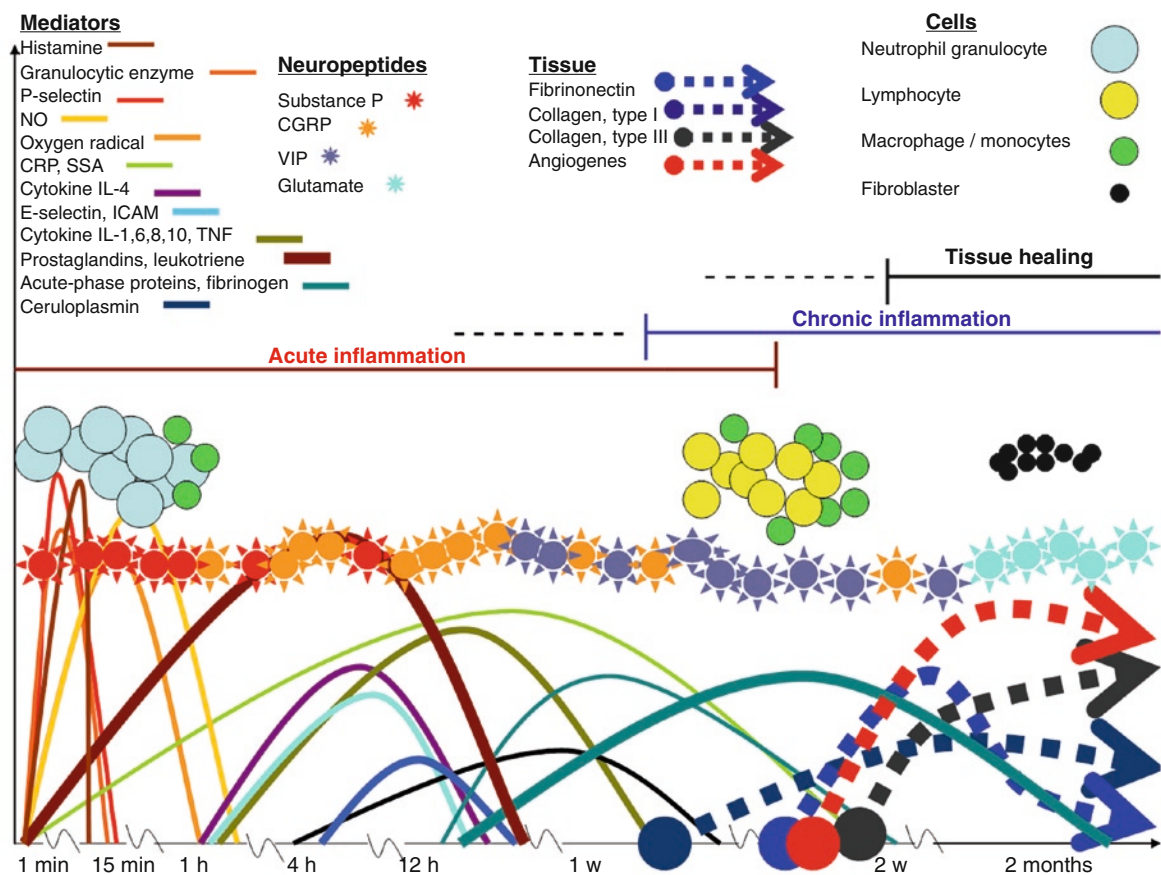 Mediators
Histamine
Granulocytic enzyme
P-selectin
NO
Oxygen radical
CRP, SSA
Cytokine IL-4
E-selectin, ICAM
Cytokine IL-1,6,8,10, TNF
Prostaglandins, leukotriene
Acute-phase proteins, fibrinogen
Ceruloplasmin
Neuropeptides
Substance P
CGRP
VIP
Glutamate
Tissue
Fibrinonectin
Collagen, type I
Collagen, type III
Angiogenes
Cells
Neutrophil granulocyte
Lymphocyte
Macrophage / monocytes
Fibroblaster
Tissue healing
Chronic inflammation
Acute inflammation
1 min 15 min 1 h 4 h 12 h 1 w 2 w 2 months